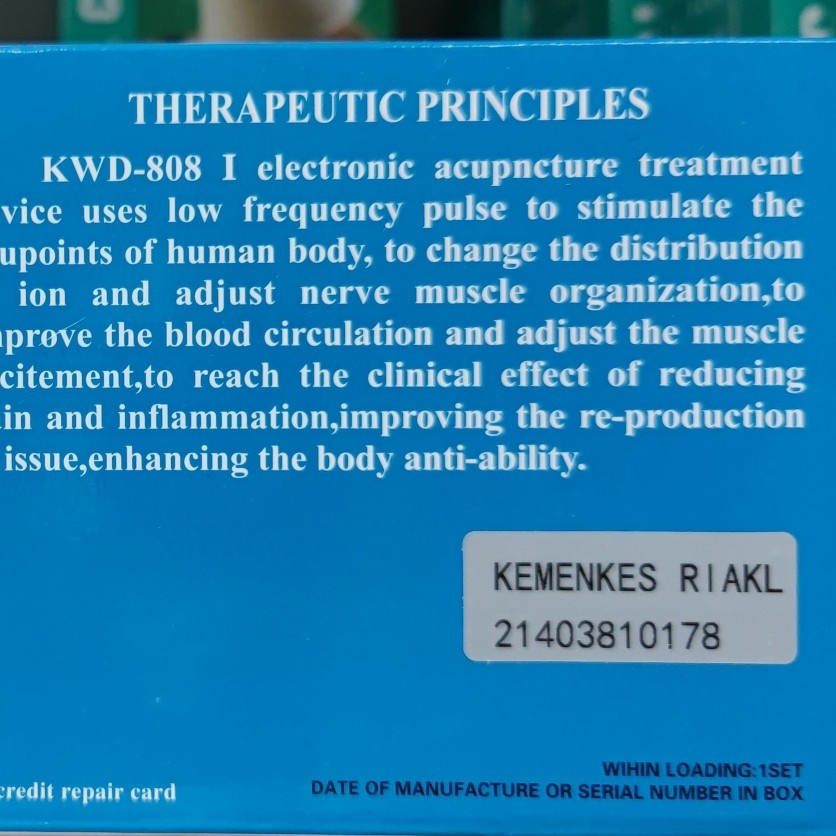 THERAPEUTIC PRINCIPLES
KWD-808 I electronic acupncture treatment
vice uses low frequency pulse to stimulate the
upoints of human body, to change the distribution
ion and adjust nerve muscle organization,to
prove the blood circulation and adjust the muscle
citement,to reach the clinical effect of reducing
in and inflammation,improving the re-production
issue,enhancing the body anti-ability.
KEMENKES RI AKL
21403810178
WIHIN LOADING:1SET
credit repair card
DATE OF MANUFACTURE OR SERIAL NUMBER IN BOX